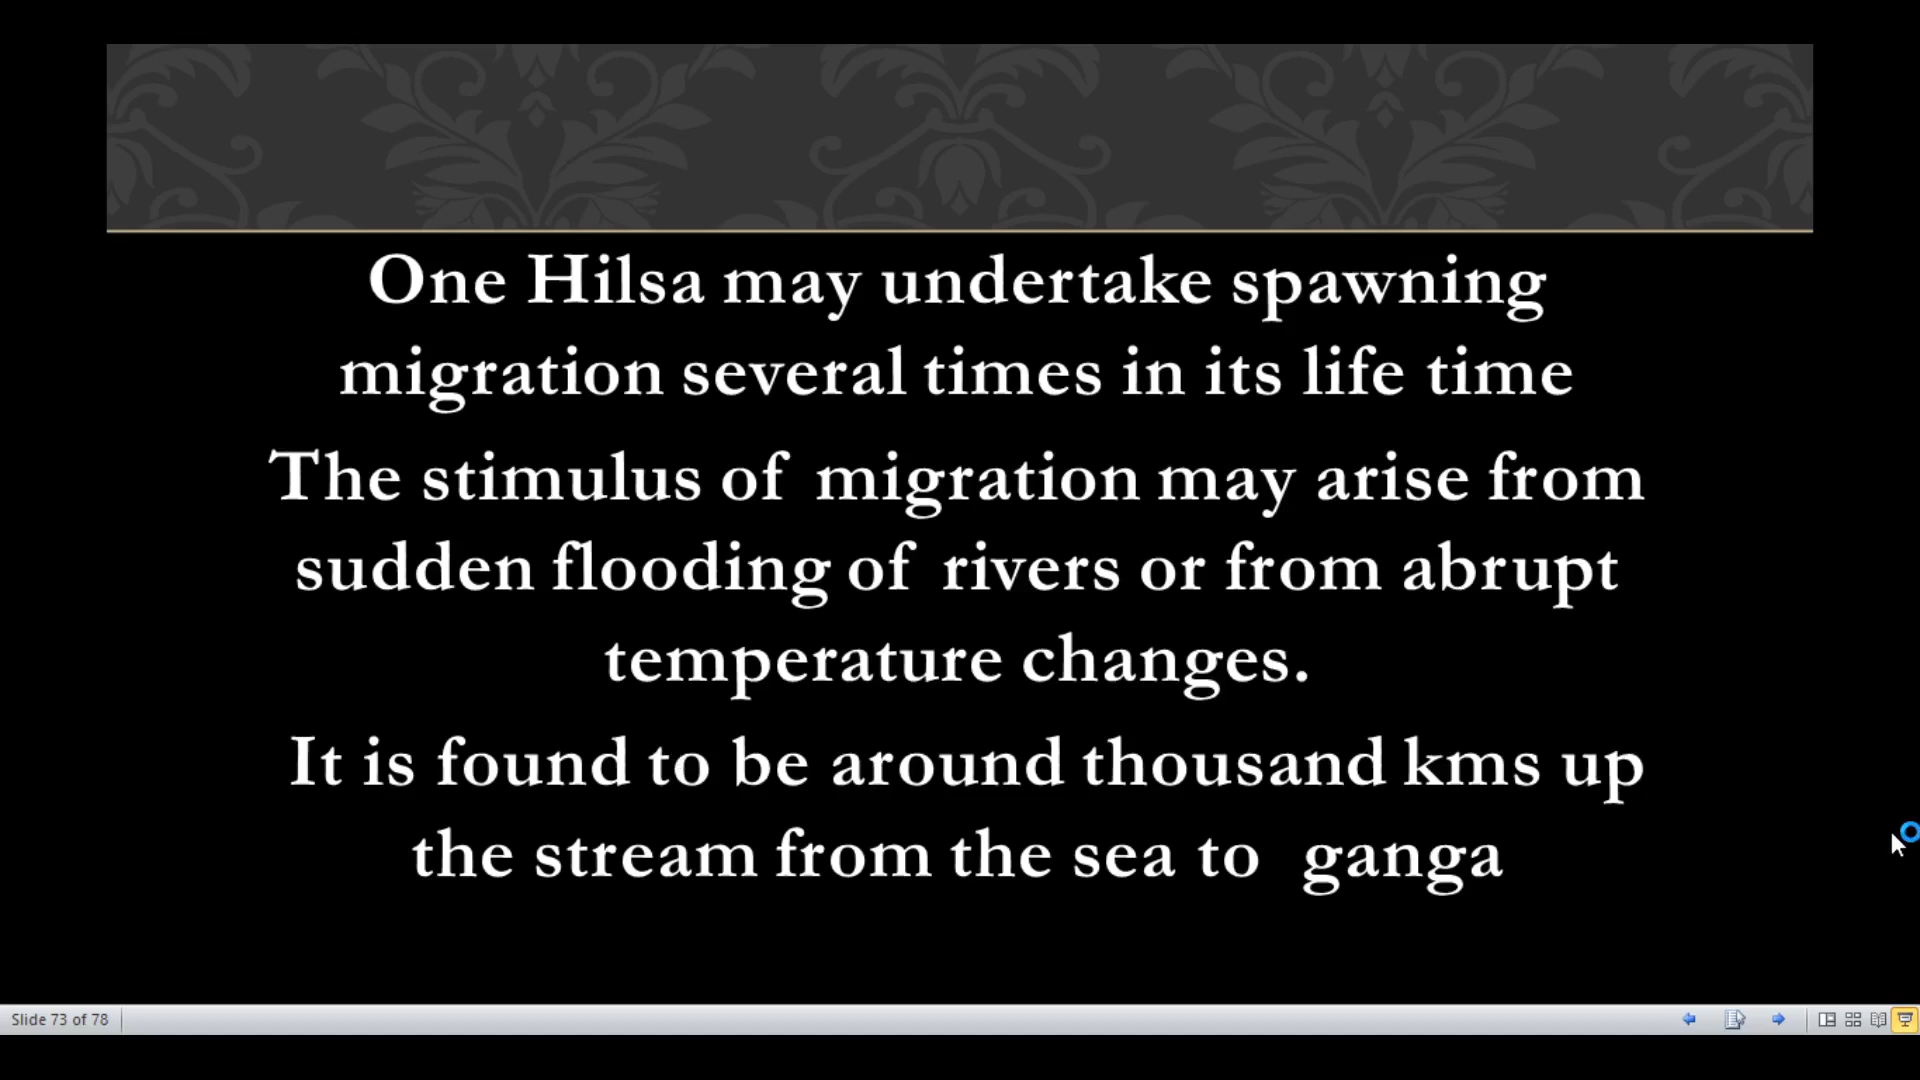 One Hilsa may undertake spawning
migration several times in its life time
The stimulus of migration may arise from
sudden flooding of rivers or from abrupt
temperature changes.
It is found to be around thousand kms up
the stream from the sea to ganga
Slide 73 of 78